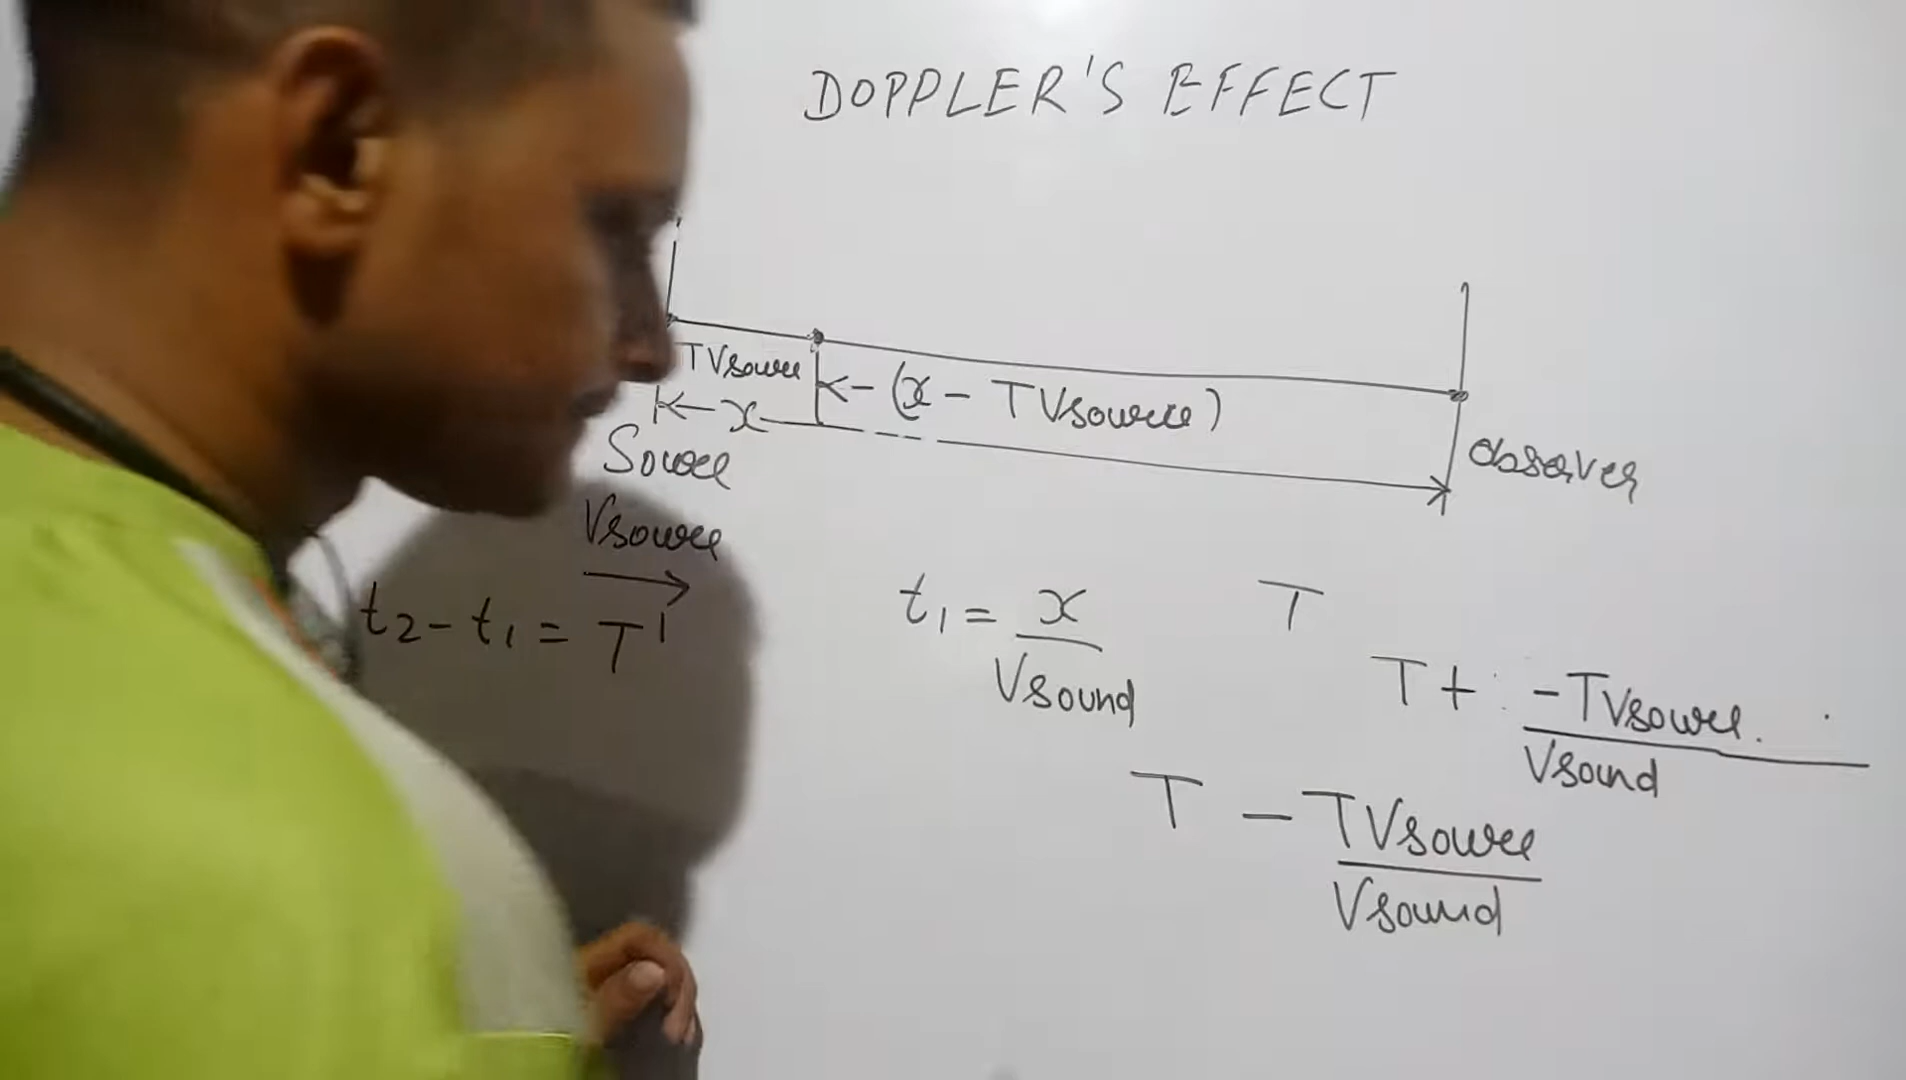 DOPPLER'S EFFECT
TVsource
(x - TVsource)
x
Source
observer
Vsource
t₂ - t₁ = T'
t₁ = x / Vsound
T
T + -TVsource / Vsound
T - TVsource / Vsound